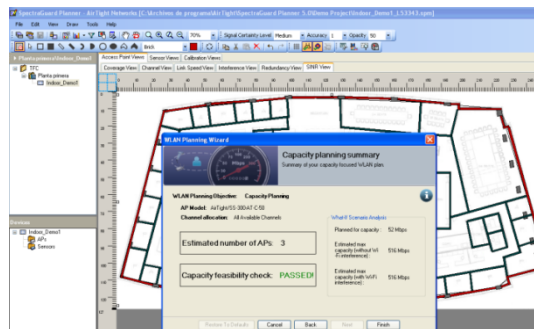 SpectraGuard Planner - AirTight Networks [C:\Archivos de programa\AirTight\SpectraGuard Planner 5.0\Demo Project\Indoor_Demo1_LS3343.spm]
File Edit View Draw Tools Help
70% Signal Certainty Level Medium Accuracy 1 Opacity 50
Brick
Planta primera\Indoor_Demo1
Access Point Views Sensor Views Calibration Views
Coverage View Channel View Link Speed View Interference View Redundancy View SINR View
TFC
Planta primera
Indoor_Demo1
Devices
Indoor_Demo1
APs
Sensors
WLAN Planning Wizard
Capacity planning summary
Summary of your capacity focused WLAN plan.
WLAN Planning Objective: Capacity Planning
AP Model: AirTight/SS-300-AT-C-50
Channel allocation: All Available Channels
Estimated number of APs: 3
Capacity feasibility check: PASSED!
What-If Scenario Analysis
Planned for capacity: 52 Mbps
Estimated max capacity (without Wi-Fi interference): 516 Mbps
Estimated max capacity (with WiFi interference): 516 Mbps
Restore To Defaults Cancel Back Next Finish